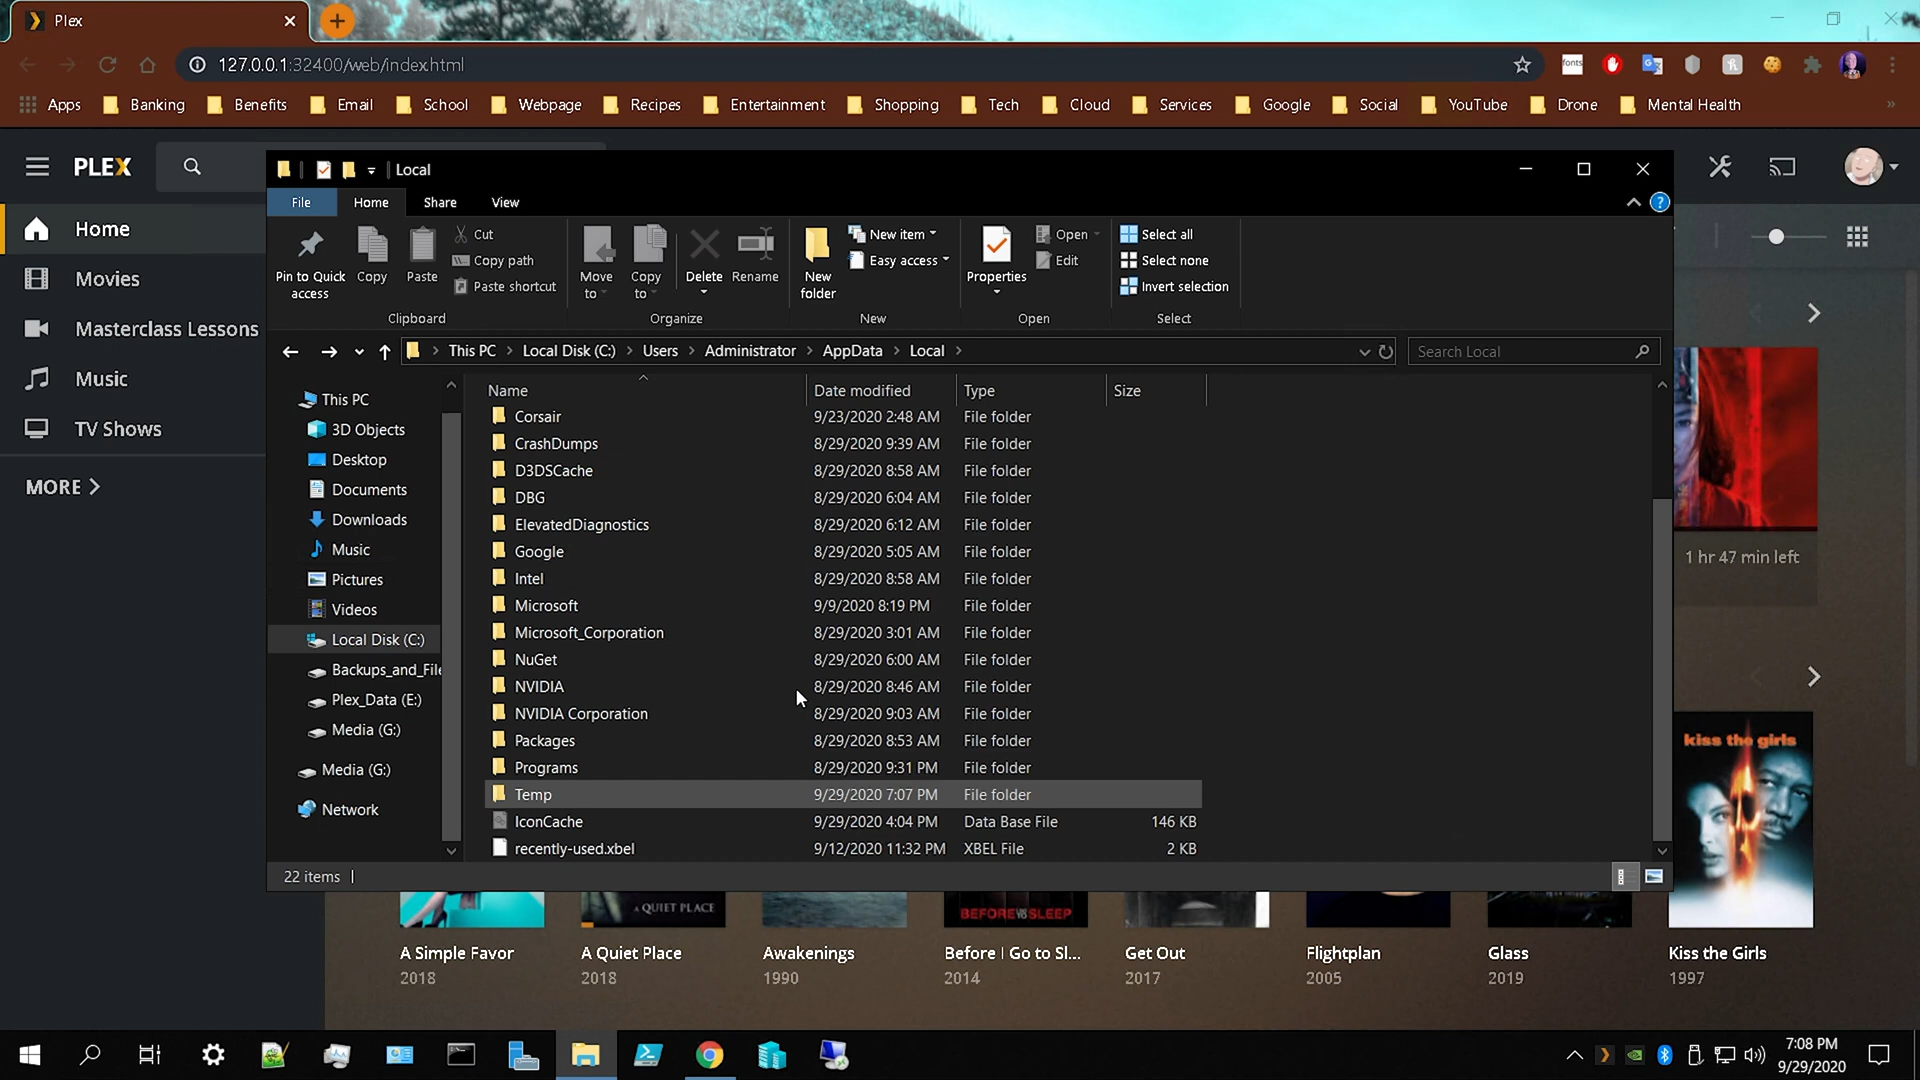 Plex
127.0.0.1:32400/web/index.html
fonts
Apps Banking Benefits Email School Webpage Recipes Entertainment Shopping Tech Cloud Services Google Social YouTube Drone Mental Health »
PLEX
Home
Movies
Masterclass Lessons
Music
TV Shows
MORE
Local
File Home Share View
Pin to Quick access
Copy
Paste
Cut
Copy path
Paste shortcut
Clipboard
Move to
Copy to
Delete
Rename
Organize
New folder
New item
Easy access
New
Properties
Open
Edit
Open
Select all
Select none
Invert selection
Select
This PC > Local Disk (C:) > Users > Administrator > AppData > Local >
Search Local
This PC
3D Objects
Desktop
Documents
Downloads
Music
Pictures
Videos
Local Disk (C:)
Backups_and_File
Plex_Data (E:)
Media (G:)
Media (G:)
Network
Name Date modified Type Size
Corsair 9/23/2020 2:48 AM File folder
CrashDumps 8/29/2020 9:39 AM File folder
D3DSCache 8/29/2020 8:58 AM File folder
DBG 8/29/2020 6:04 AM File folder
ElevatedDiagnostics 8/29/2020 6:12 AM File folder
Google 8/29/2020 5:05 AM File folder
Intel 8/29/2020 8:58 AM File folder
Microsoft 9/9/2020 8:19 PM File folder
Microsoft_Corporation 8/29/2020 3:01 AM File folder
NuGet 8/29/2020 6:00 AM File folder
NVIDIA 8/29/2020 8:46 AM File folder
NVIDIA Corporation 8/29/2020 9:03 AM File folder
Packages 8/29/2020 8:53 AM File folder
Programs 8/29/2020 9:31 PM File folder
Temp 9/29/2020 7:07 PM File folder
IconCache 9/29/2020 4:04 PM Data Base File 146 KB
recently-used.xbel 9/12/2020 11:32 PM XBEL File 2 KB
22 items
1 hr 47 min left
kiss the girls
A QUIET PLACE
BEFORE I GO TO SLEEP
A Simple Favor
2018
A Quiet Place
2018
Awakenings
1990
Before I Go to Sl...
2014
Get Out
2017
Flightplan
2005
Glass
2019
Kiss the Girls
1997
7:08 PM
9/29/2020